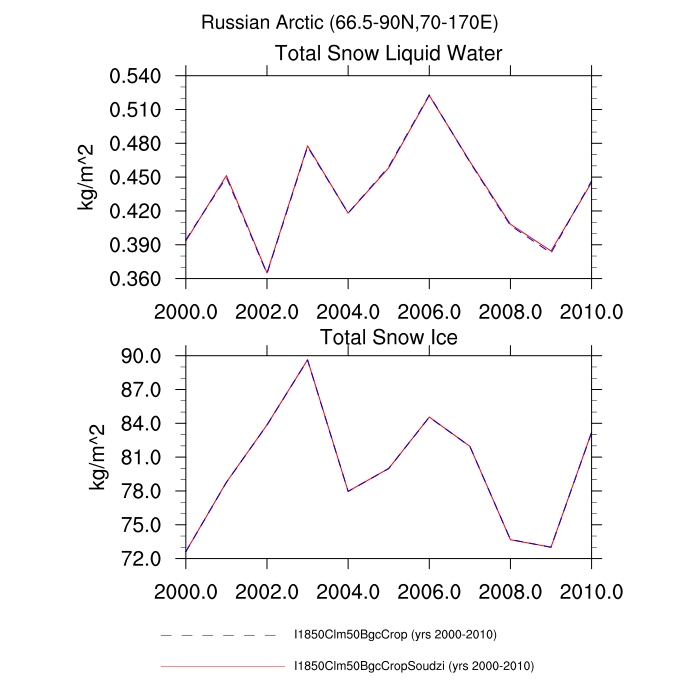 Russian Arctic (66.5-90N,70-170E)
Total Snow Liquid Water
0.540
0.510
0.480
0.450
0.420
0.390
0.360
kg/m^2
2000.0 2002.0 2004.0 2006.0 2008.0 2010.0
Total Snow Ice
90.0
87.0
84.0
81.0
78.0
75.0
72.0
kg/m^2
2000.0 2002.0 2004.0 2006.0 2008.0 2010.0
I1850Clm50BgcCrop (yrs 2000-2010)
I1850Clm50BgcCropSoudzi (yrs 2000-2010)